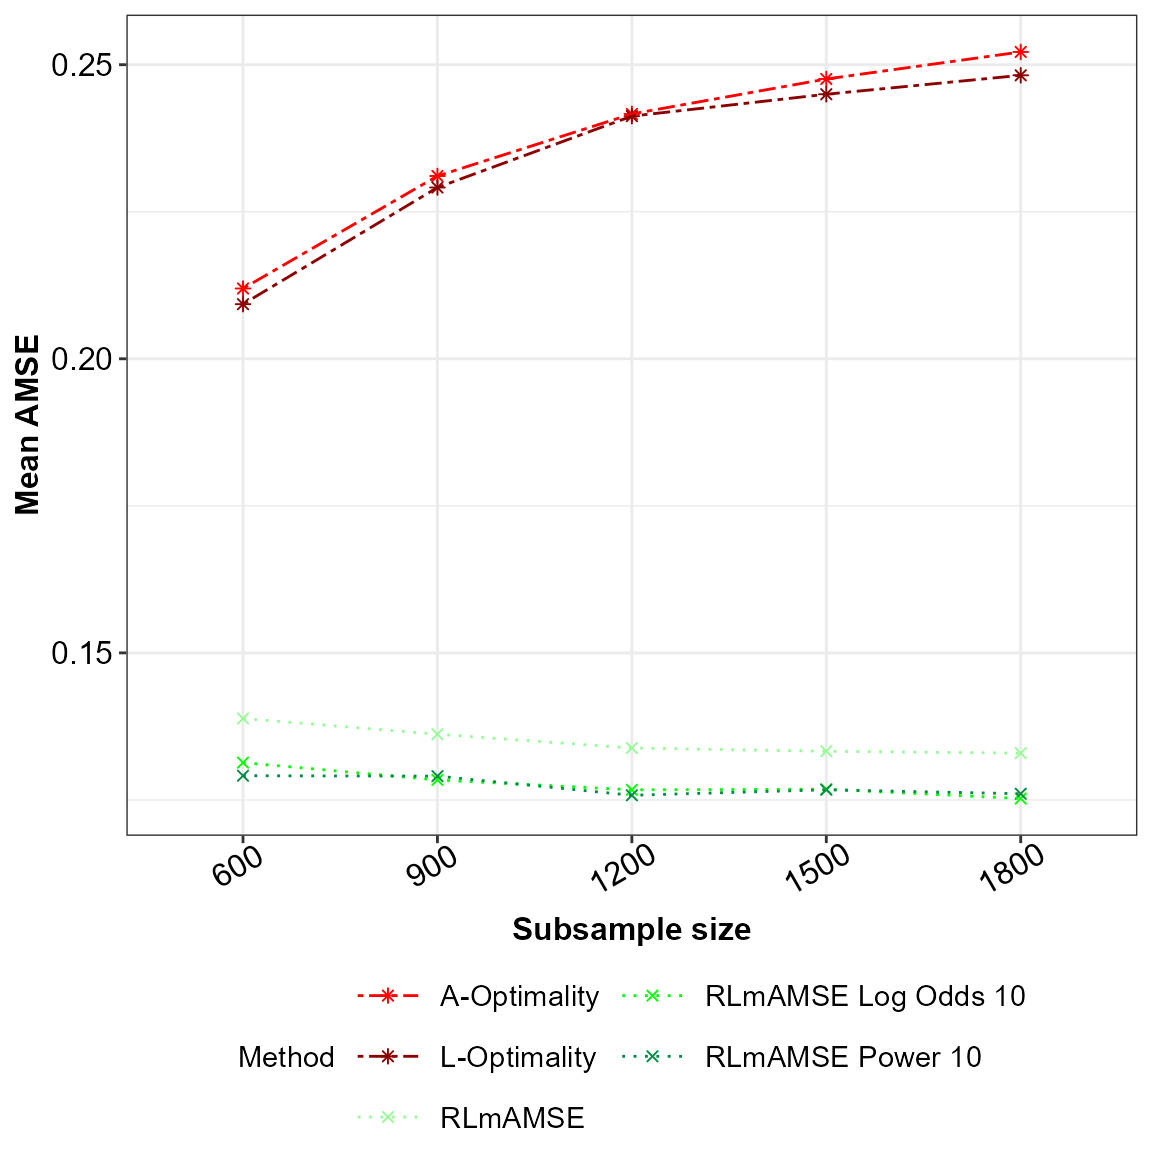 0.25
0.20
0.15
Mean AMSE
600
900
1200
1500
1800
Subsample size
Method
A-Optimality
L-Optimality
RLmAMSE
RLmAMSE Log Odds 10
RLmAMSE Power 10